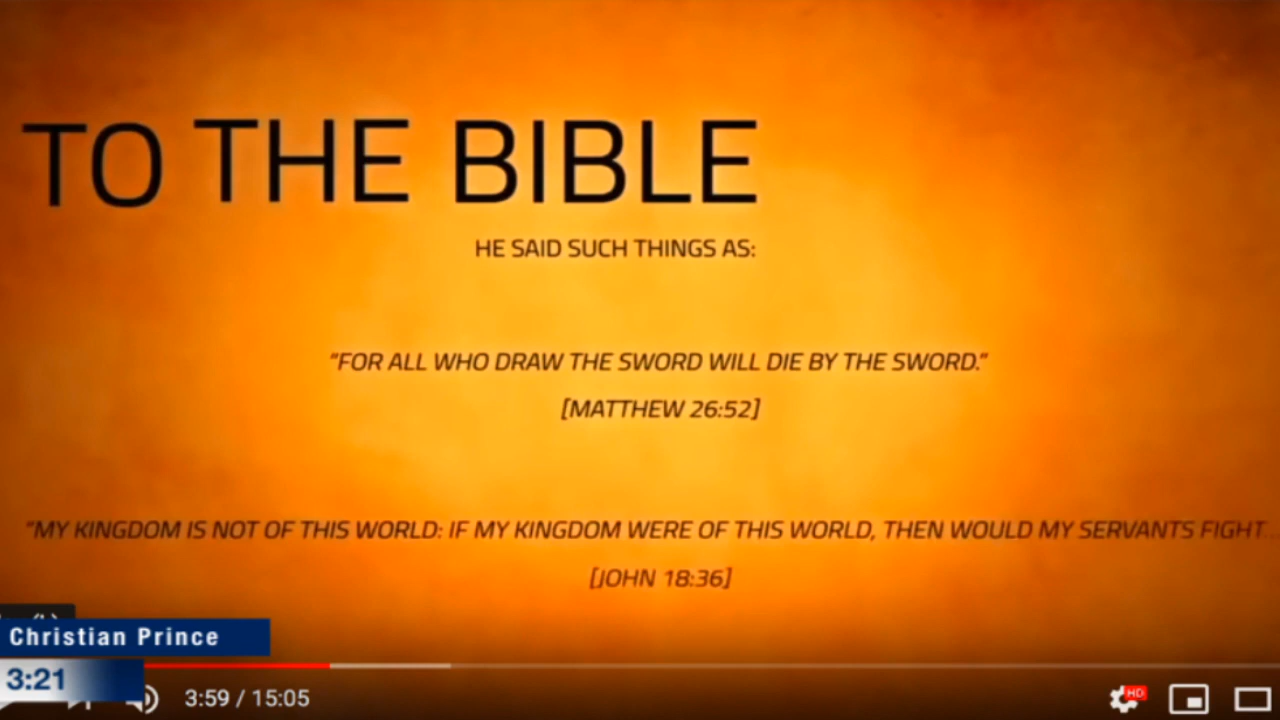 TO THE BIBLE
HE SAID SUCH THINGS AS:
"FOR ALL WHO DRAW THE SWORD WILL DIE BY THE SWORD."
[MATTHEW 26:52]
"MY KINGDOM IS NOT OF THIS WORLD: IF MY KINGDOM WERE OF THIS WORLD, THEN WOULD MY SERVANTS FIGHT...
[JOHN 18:36]
Christian Prince
3:21
3:59 / 15:05
HD